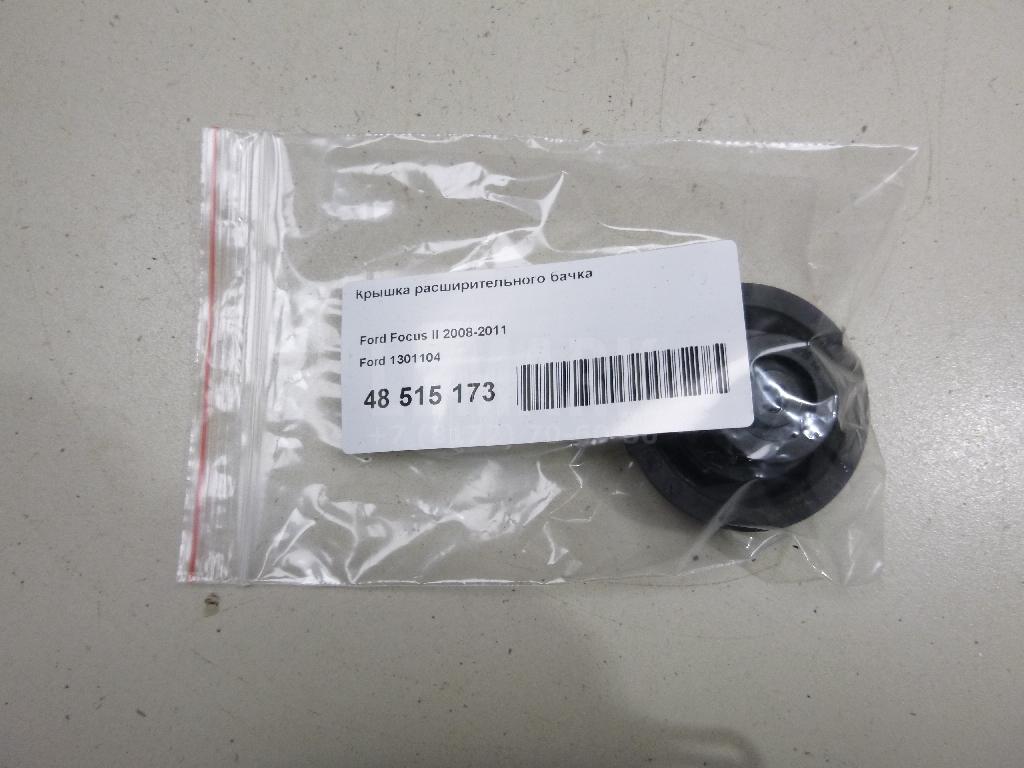 Крышка расширительного бачка
Ford Focus II 2008-2011
Ford 1301104
48 515 173